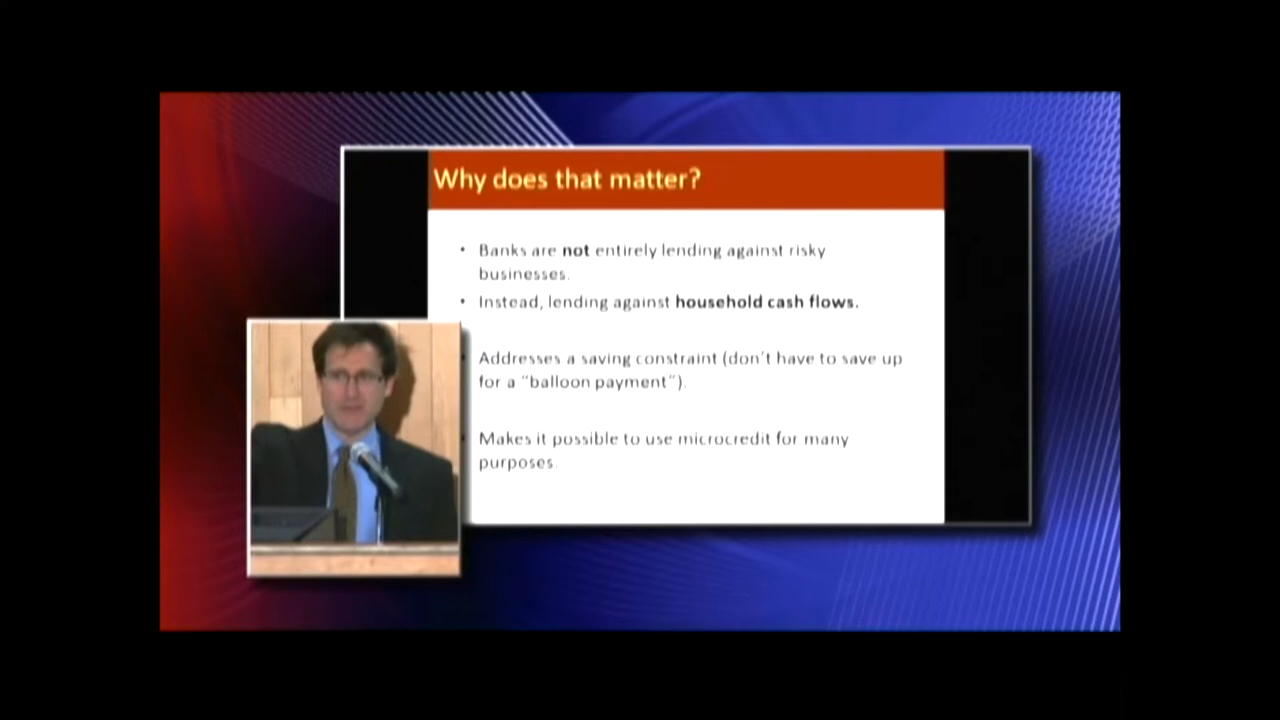 Why does that matter?
• Banks are not entirely lending against risky
businesses.
• Instead, lending against household cash flows.
Addresses a saving constraint (don't have to save up
for a "balloon payment").
Makes it possible to use microcredit for many
purposes.